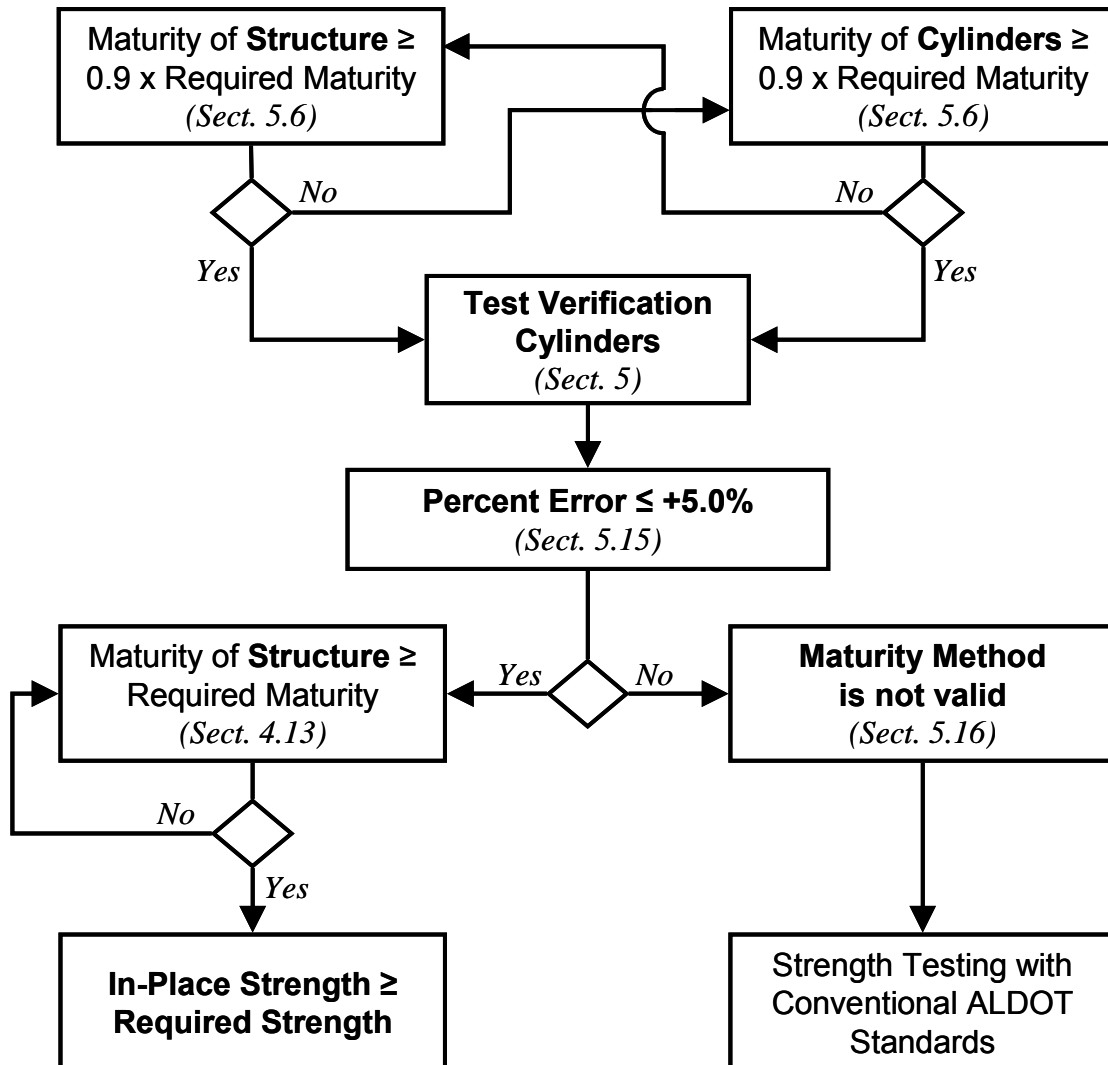 Maturity of Structure ≥
0.9 x Required Maturity
(Sect. 5.6)
Maturity of Cylinders ≥
0.9 x Required Maturity
(Sect. 5.6)
No
No
Yes
Yes
Test Verification
Cylinders
(Sect. 5)
Percent Error ≤ +5.0%
(Sect. 5.15)
Maturity of Structure ≥
Required Maturity
(Sect. 4.13)
Yes
No
Maturity Method
is not valid
(Sect. 5.16)
No
Yes
In-Place Strength ≥
Required Strength
Strength Testing with
Conventional ALDOT
Standards